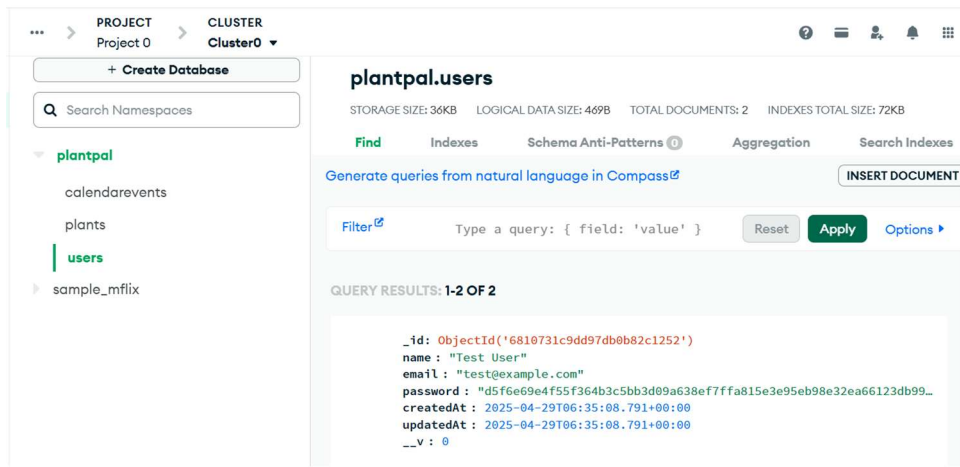 ... PROJECT CLUSTER
Project 0 Cluster0
+ Create Database
Search Namespaces
plantpal
calendarevents
plants
users
sample_mflix
plantpal.users
STORAGE SIZE: 36KB LOGICAL DATA SIZE: 469B TOTAL DOCUMENTS: 2 INDEXES TOTAL SIZE: 72KB
Find Indexes Schema Anti-Patterns 0 Aggregation Search Indexes
Generate queries from natural language in Compass
INSERT DOCUMENT
Filter Type a query: { field: 'value' } Reset Apply Options
QUERY RESULTS: 1-2 OF 2
_id: ObjectId('6810731c9dd97db0b82c1252')
name : "Test User"
email : "test@example.com"
password : "d5f6e69e4f55f364b3c5bb3d09a638ef7ffa815e3e95eb98e32ea66123db99…
createdAt : 2025-04-29T06:35:08.791+00:00
updatedAt : 2025-04-29T06:35:08.791+00:00
__v : 0